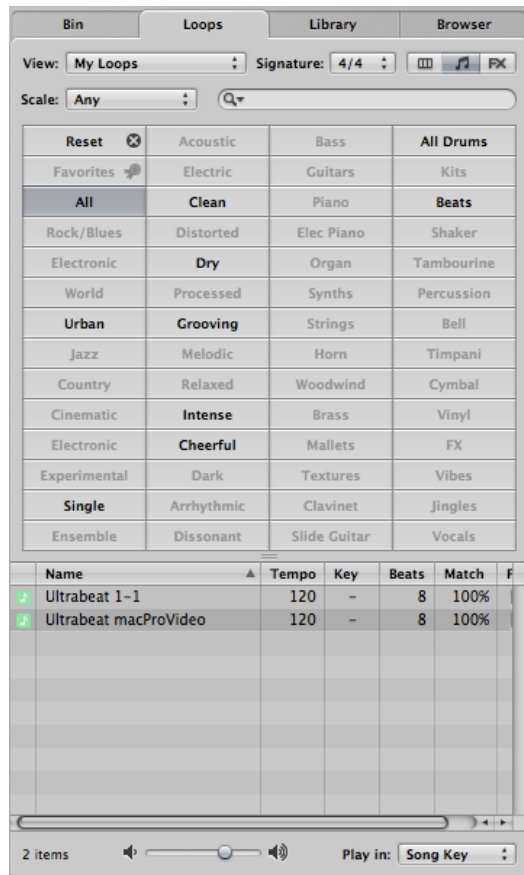 Bin Loops Library Browser
View: My Loops Signature: 4/4 FX
Scale: Any
Reset Acoustic Bass All Drums
Favorites Electric Guitars Kits
All Clean Piano Beats
Rock/Blues Distorted Elec Piano Shaker
Electronic Dry Organ Tambourine
World Processed Synths Percussion
Urban Grooving Strings Bell
Jazz Melodic Horn Timpani
Country Relaxed Woodwind Cymbal
Cinematic Intense Brass Vinyl
Electronic Cheerful Mallets FX
Experimental Dark Textures Vibes
Single Arrhythmic Clavinet Jingles
Ensemble Dissonant Slide Guitar Vocals
Name Tempo Key Beats Match F
Ultrabeat 1-1 120 - 8 100%
Ultrabeat macProVideo 120 - 8 100%
2 items Play in: Song Key